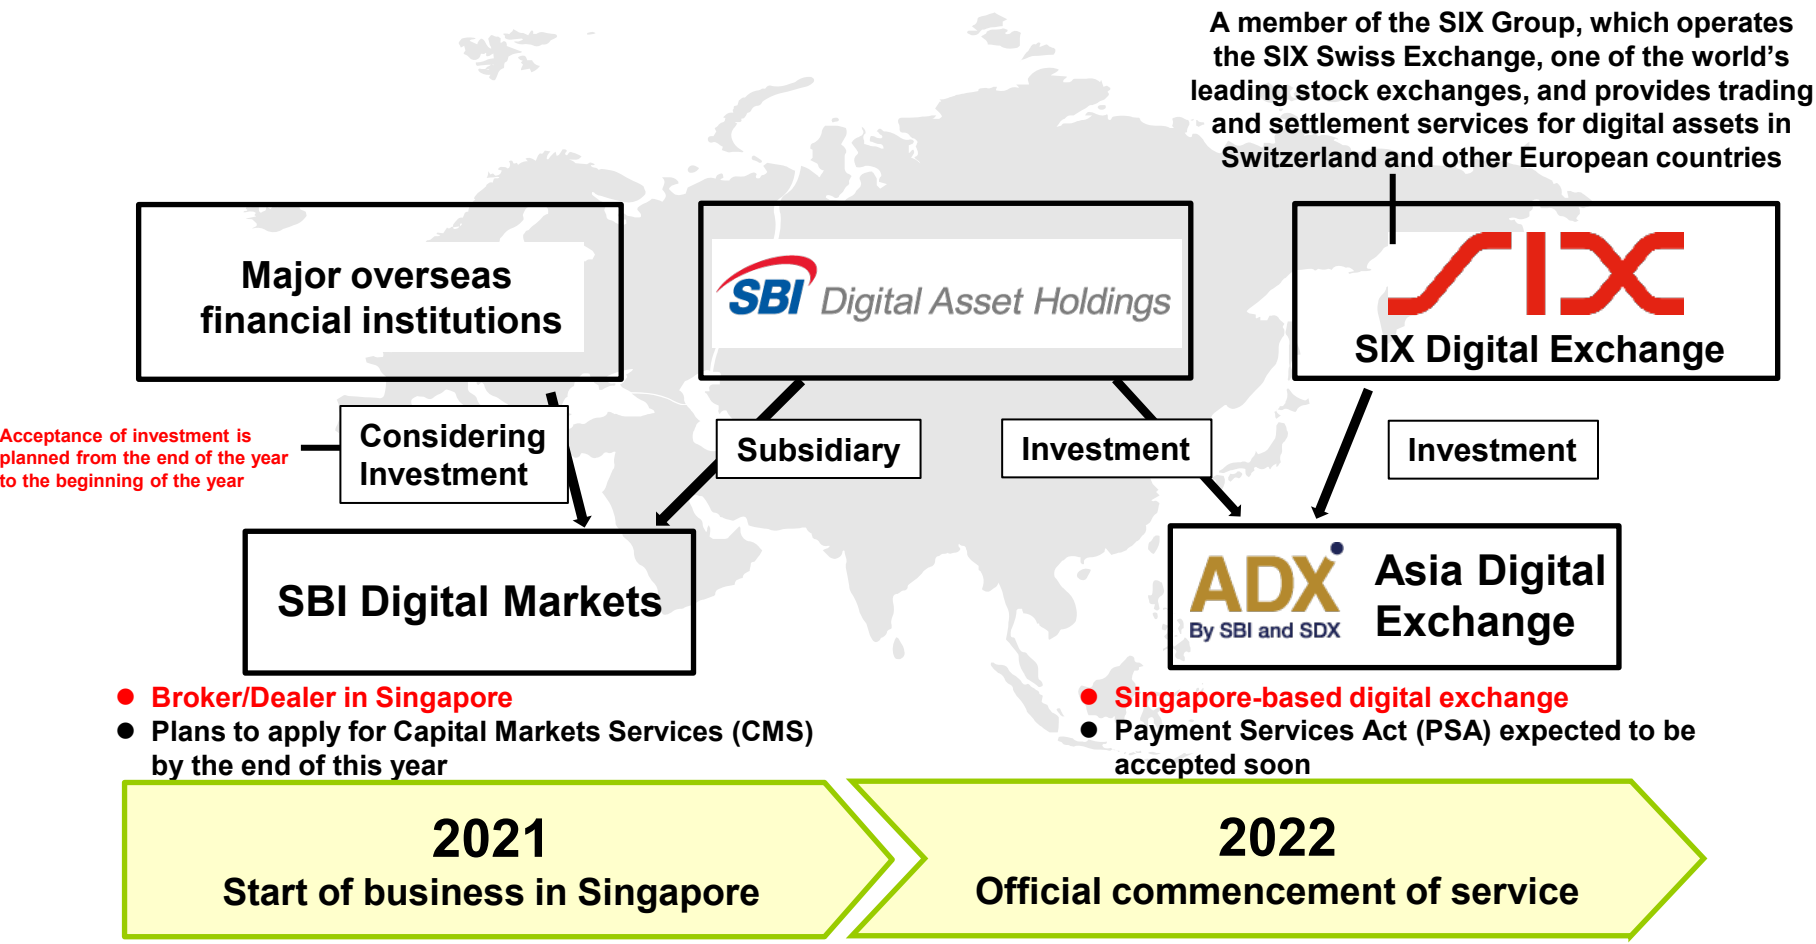 A member of the SIX Group, which operates
the SIX Swiss Exchange, one of the world's
leading stock exchanges, and provides trading
and settlement services for digital assets in
Switzerland and other European countries
Major overseas
financial institutions
SBI Digital Asset Holdings
SIX
SIX Digital Exchange
Acceptance of investment is
planned from the end of the year
to the beginning of the year
Considering
Investment
Subsidiary
Investment
Investment
SBI Digital Markets
ADX
By SBI and SDX
Asia Digital
Exchange
● Broker/Dealer in Singapore
● Plans to apply for Capital Markets Services (CMS)
by the end of this year
● Singapore-based digital exchange
● Payment Services Act (PSA) expected to be
accepted soon
2021
Start of business in Singapore
2022
Official commencement of service